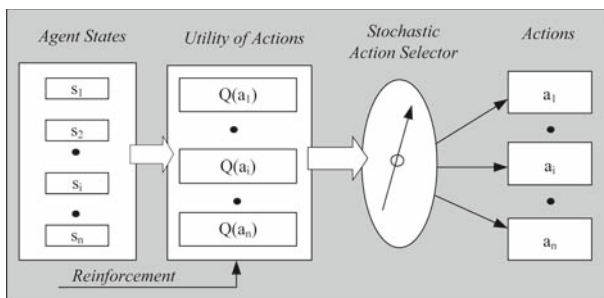 Agent States
Utility of Actions
Stochastic
Action Selector
Actions
s₁
s₂
sᵢ
sₙ
Q(a₁)
Q(aᵢ)
Q(aₙ)
a₁
aᵢ
aₙ
Reinforcement